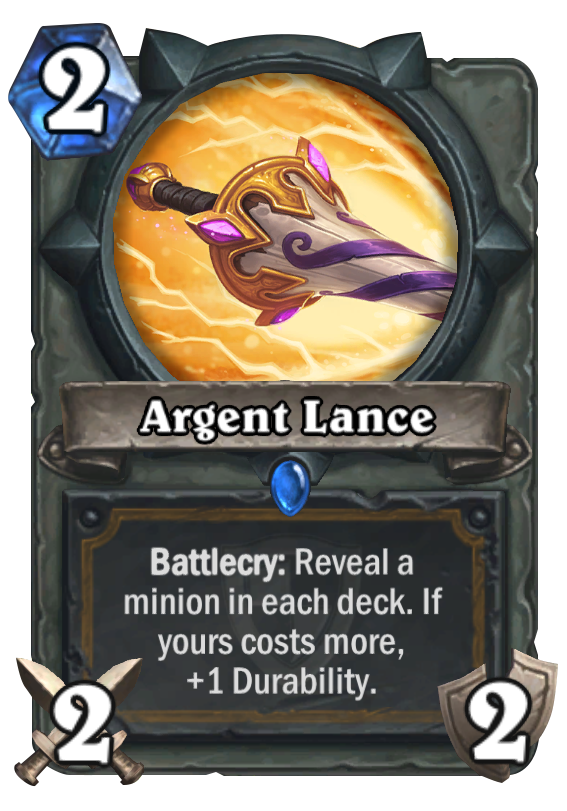 2
Argent Lance
Battlecry: Reveal a
minion in each deck. If
yours costs more,
+1 Durability.
2
2